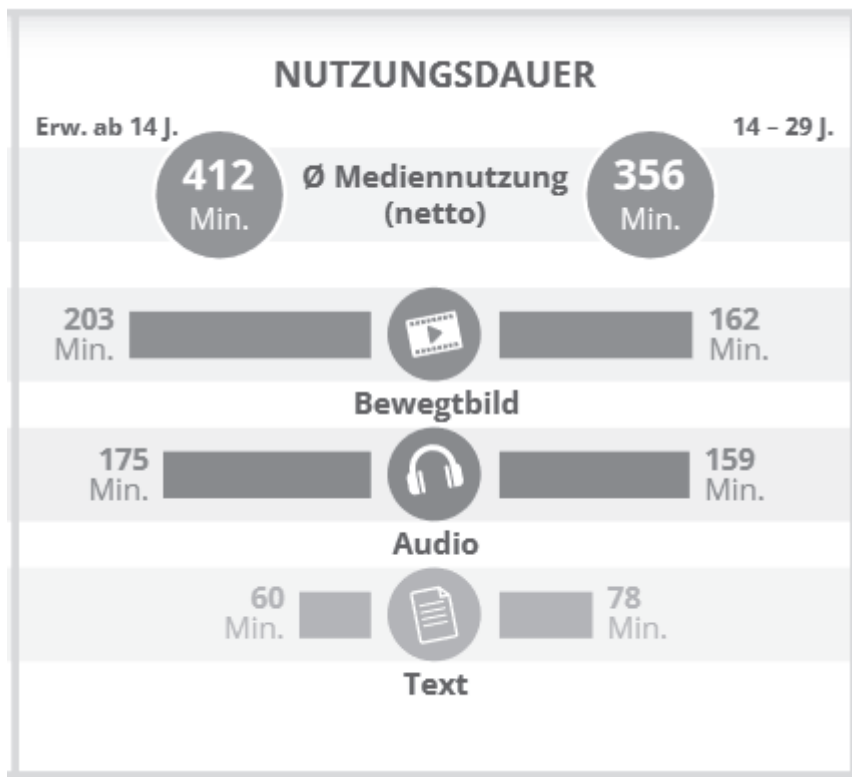 NUTZUNGSDAUER
Erw. ab 14 J.
14 – 29 J.
412
Min.
Ø Mediennutzung
(netto)
356
Min.
203
Min.
162
Min.
Bewegtbild
175
Min.
159
Min.
Audio
60
Min.
78
Min.
Text